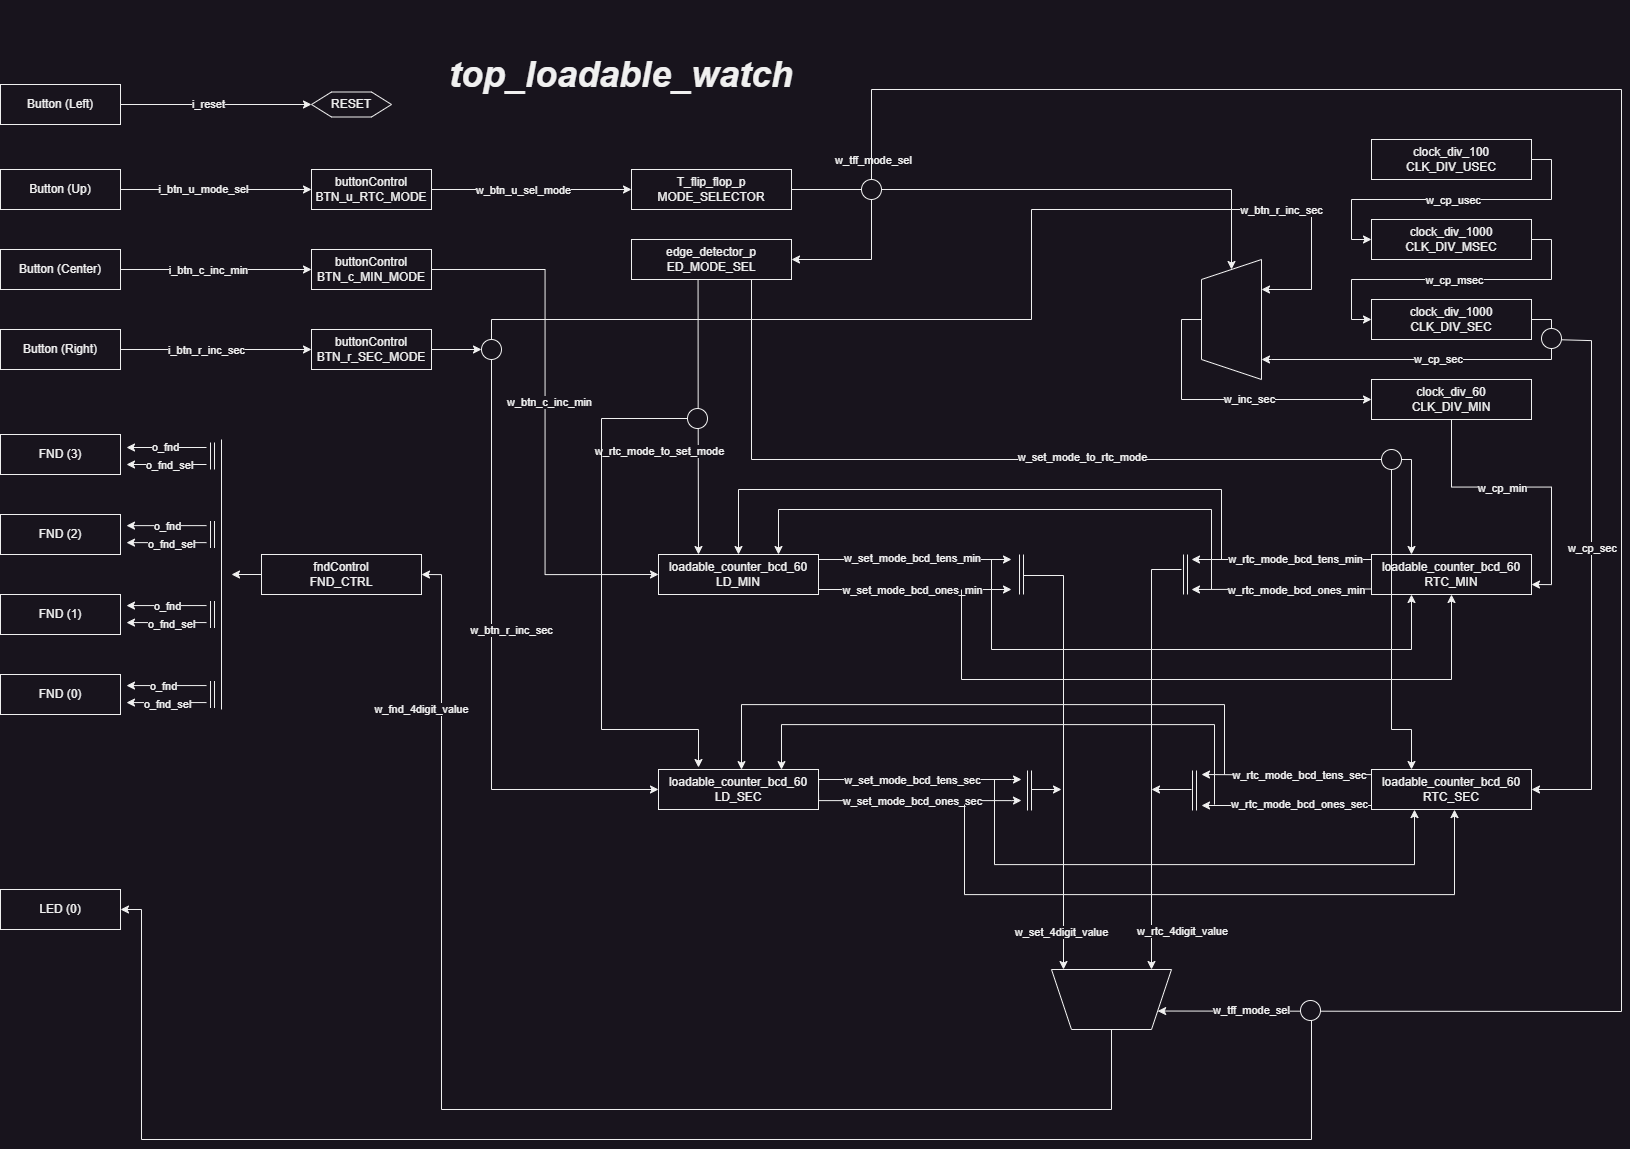 top_loadable_watch
Button (Left)
i_reset
RESET
Button (Up)
i_btn_u_mode_sel
buttonControl
BTN_u_RTC_MODE
w_btn_u_sel_mode
T_flip_flop_p
MODE_SELECTOR
w_tff_mode_sel
clock_div_100
CLK_DIV_USEC
w_cp_usec
w_btn_r_inc_sec
clock_div_1000
CLK_DIV_MSEC
w_cp_msec
clock_div_1000
CLK_DIV_SEC
w_cp_sec
clock_div_60
CLK_DIV_MIN
w_inc_sec
edge_detector_p
ED_MODE_SEL
Button (Center)
i_btn_c_inc_min
buttonControl
BTN_c_MIN_MODE
Button (Right)
i_btn_r_inc_sec
buttonControl
BTN_r_SEC_MODE
w_btn_c_inc_min
w_rtc_mode_to_set_mode
w_set_mode_to_rtc_mode
w_cp_min
w_cp_sec
FND (3)
o_fnd
o_fnd_sel
FND (2)
o_fnd
o_fnd_sel
FND (1)
o_fnd
o_fnd_sel
FND (0)
o_fnd
o_fnd_sel
fndControl
FND_CTRL
loadable_counter_bcd_60
LD_MIN
w_set_mode_bcd_tens_min
w_set_mode_bcd_ones_min
w_rtc_mode_bcd_tens_min
w_rtc_mode_bcd_ones_min
loadable_counter_bcd_60
RTC_MIN
w_btn_r_inc_sec
w_fnd_4digit_value
loadable_counter_bcd_60
LD_SEC
w_set_mode_bcd_tens_sec
w_set_mode_bcd_ones_sec
w_rtc_mode_bcd_tens_sec
w_rtc_mode_bcd_ones_sec
loadable_counter_bcd_60
RTC_SEC
LED (0)
w_set_4digit_value
w_rtc_4digit_value
w_tff_mode_sel